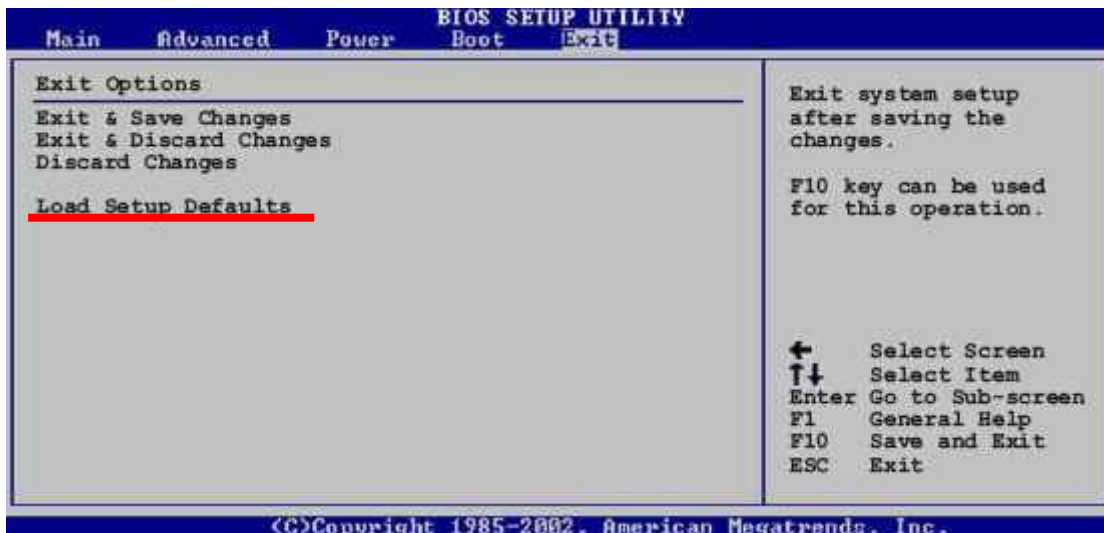 BIOS SETUP UTILITY
Main Advanced Power Boot Exit
Exit Options
Exit & Save Changes
Exit & Discard Changes
Discard Changes
Load Setup Defaults
Exit system setup
after saving the
changes.
F10 key can be used
for this operation.
← Select Screen
↑↓ Select Item
Enter Go to Sub-screen
F1 General Help
F10 Save and Exit
ESC Exit
(C)Copyright 1985-2002, American Megatrends, Inc.